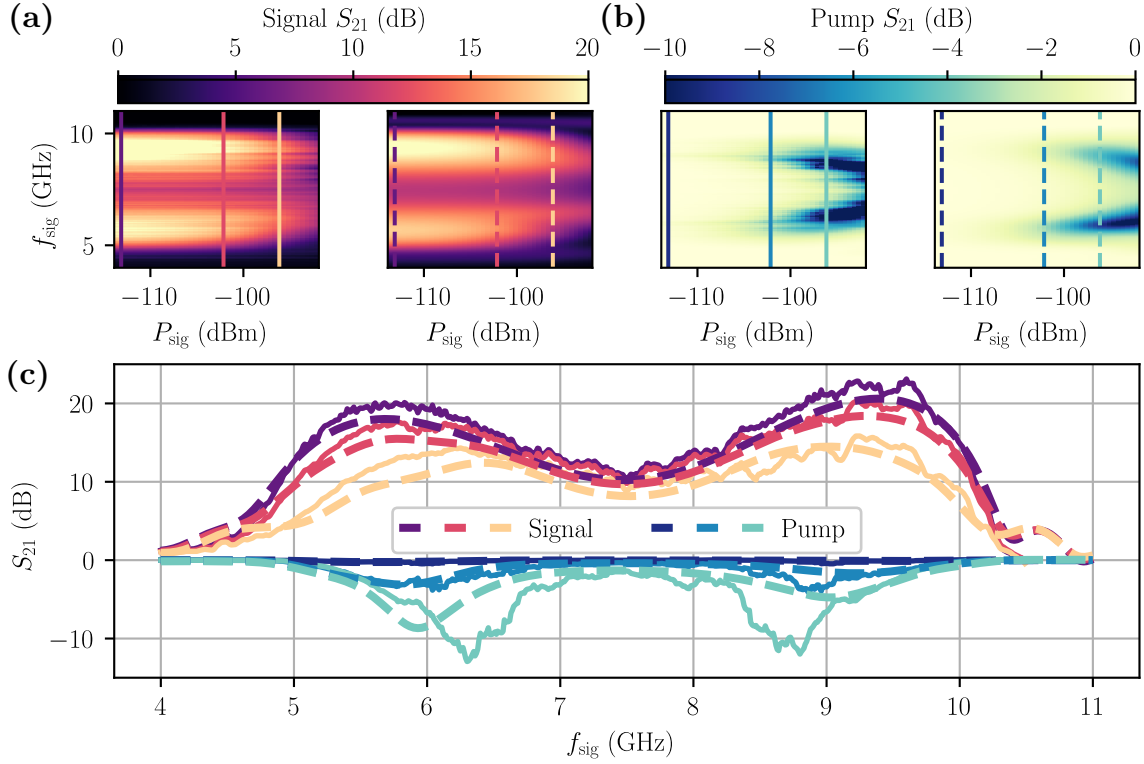 (a) Signal S21 (dB)
0 5 10 15 20
(b) Pump S21 (dB)
−10 −8 −6 −4 −2 0
fsig (GHz)
10
5
−110 −100
Psig (dBm)
−110 −100
Psig (dBm)
−110 −100
Psig (dBm)
−110 −100
Psig (dBm)
(c)
S21 (dB)
20
10
0
−10
Signal Pump
4 5 6 7 8 9 10 11
fsig (GHz)